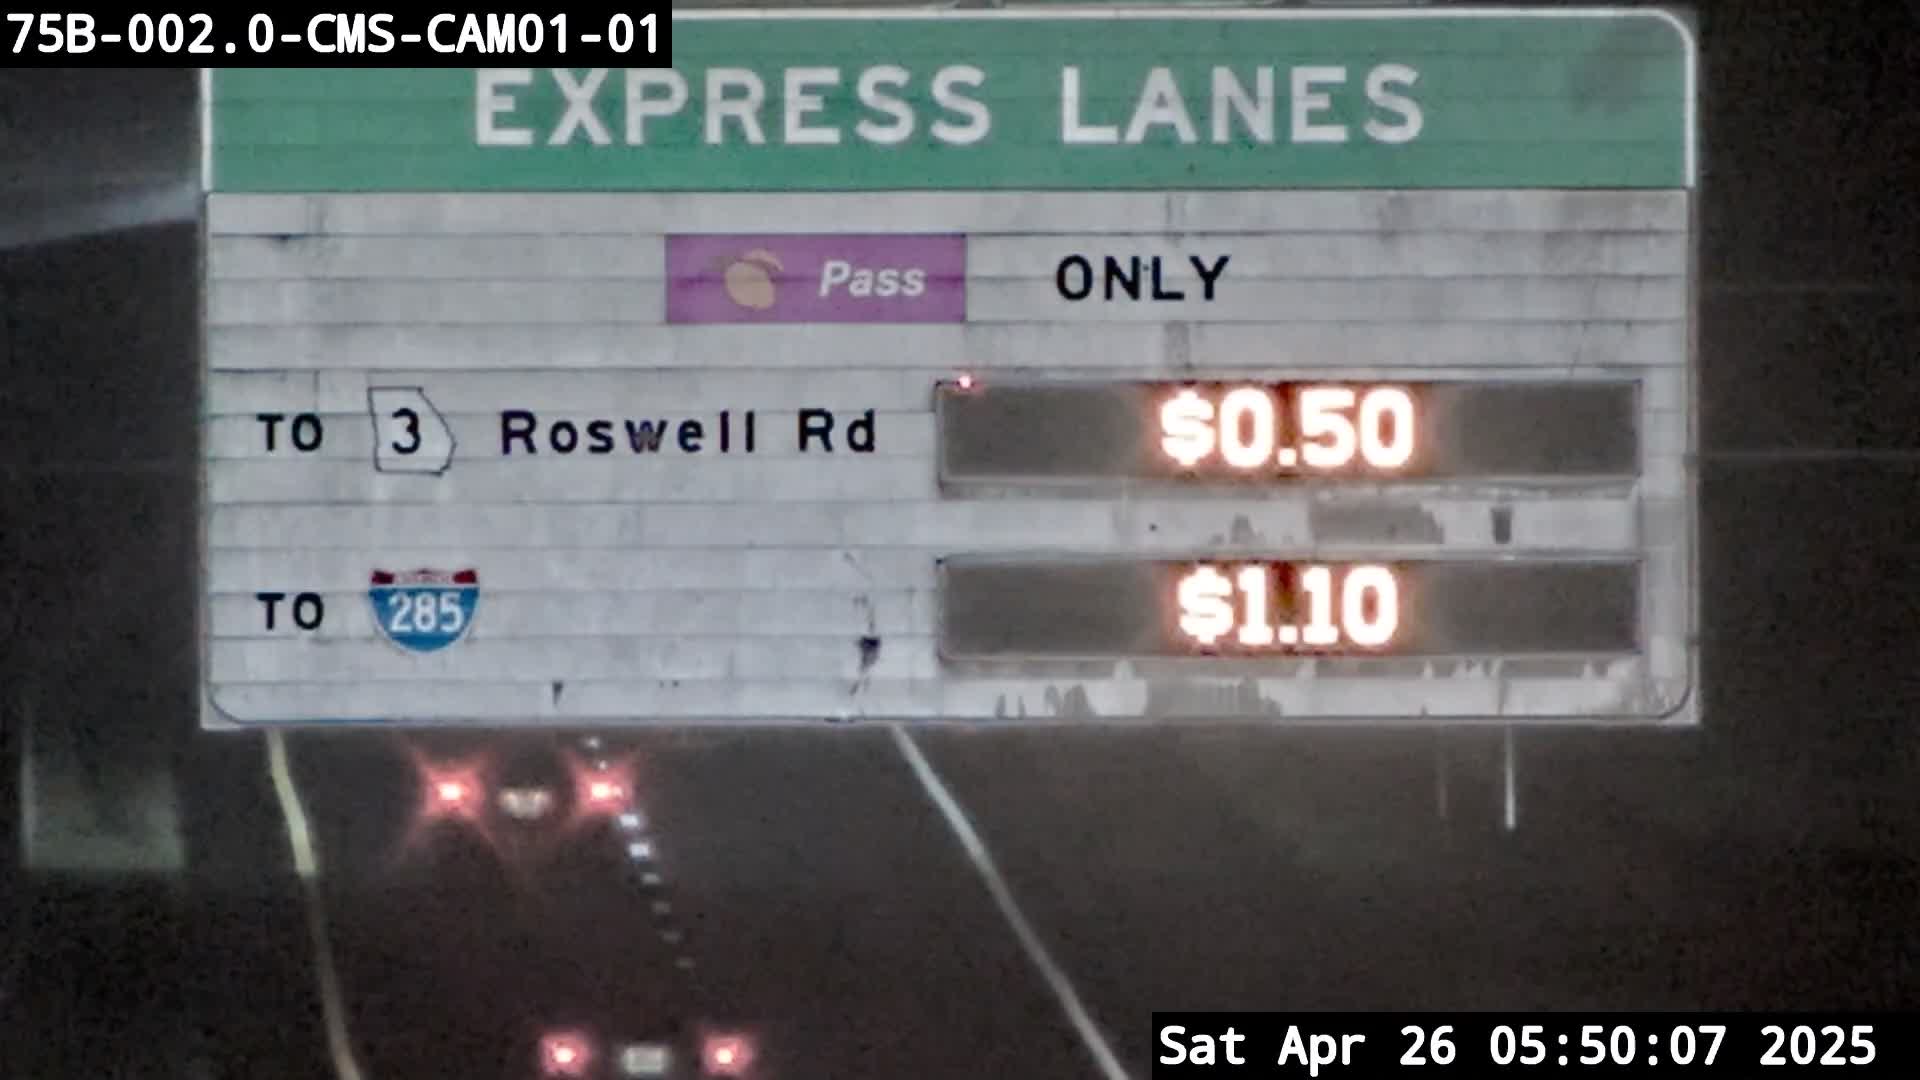 75B-002.0-CMS-CAM01-01
EXPRESS LANES
Pass ONLY
TO 3 Roswell Rd $0.50
TO 285 $1.10
Sat Apr 26 05:50:07 2025